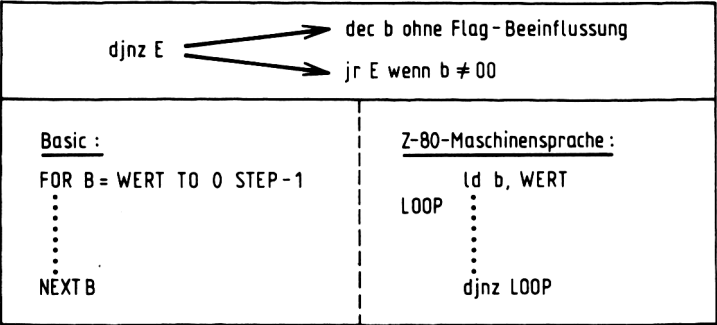 djnz E
dec b ohne Flag-Beeinflussung
jr E wenn b ≠ 00
Basic:
FOR B = WERT TO 0 STEP-1
NEXT B
Z-80-Maschinensprache:
ld b, WERT
LOOP
djnz LOOP